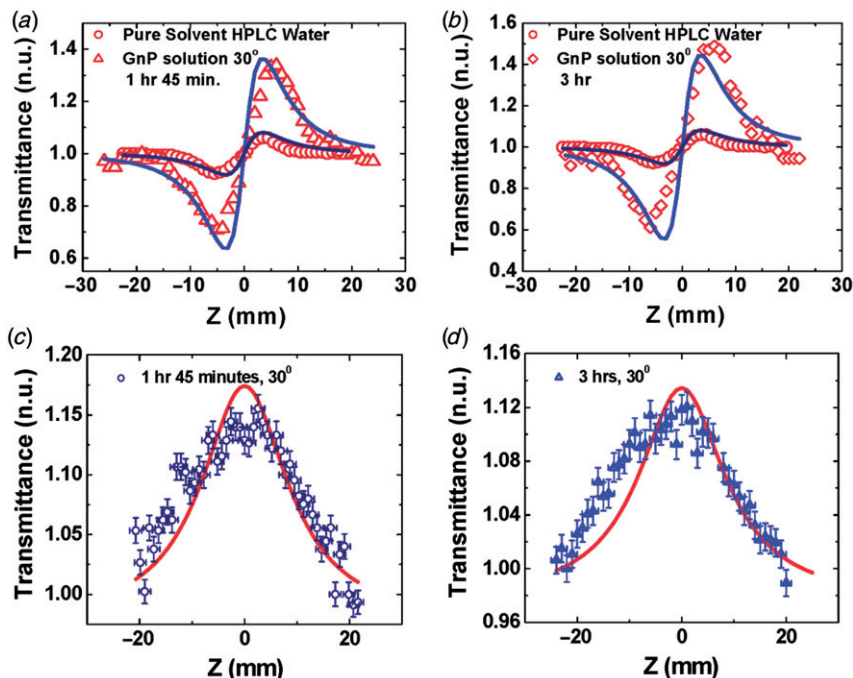 (a)
Pure Solvent HPLC Water
GnP solution 30°
1 hr 45 min.
Transmittance (n.u.)
1.4
1.2
1.0
0.8
0.6
−30 −20 −10 0 10 20 30
Z (mm)
(b)
Pure Solvent HPLC Water
GnP solution 30°
3 hr
Transmittance (n.u.)
1.6
1.4
1.2
1.0
0.8
0.6
0.4
−30 −20 −10 0 10 20 30
Z (mm)
(c)
1 hr 45 minutes, 30°
Transmittance (n.u.)
1.20
1.15
1.10
1.05
1.00
−20 0 20
Z (mm)
(d)
3 hrs, 30°
Transmittance (n.u.)
1.16
1.12
1.08
1.04
1.00
0.96
−20 0 20
Z (mm)